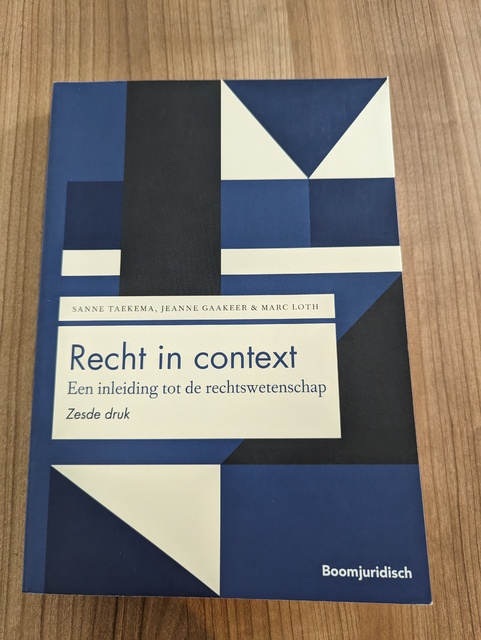 SANNE TAEKEMA, JEANNE GAAKEER & MARC LOTH
Recht in context
Een inleiding tot de rechtswetenschap
Zesde druk
Boomjuridisch